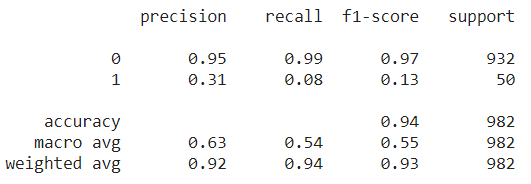 precision recall f1-score support
0 0.95 0.99 0.97 932
1 0.31 0.08 0.13 50
accuracy 0.94 982
macro avg 0.63 0.54 0.55 982
weighted avg 0.92 0.94 0.93 982